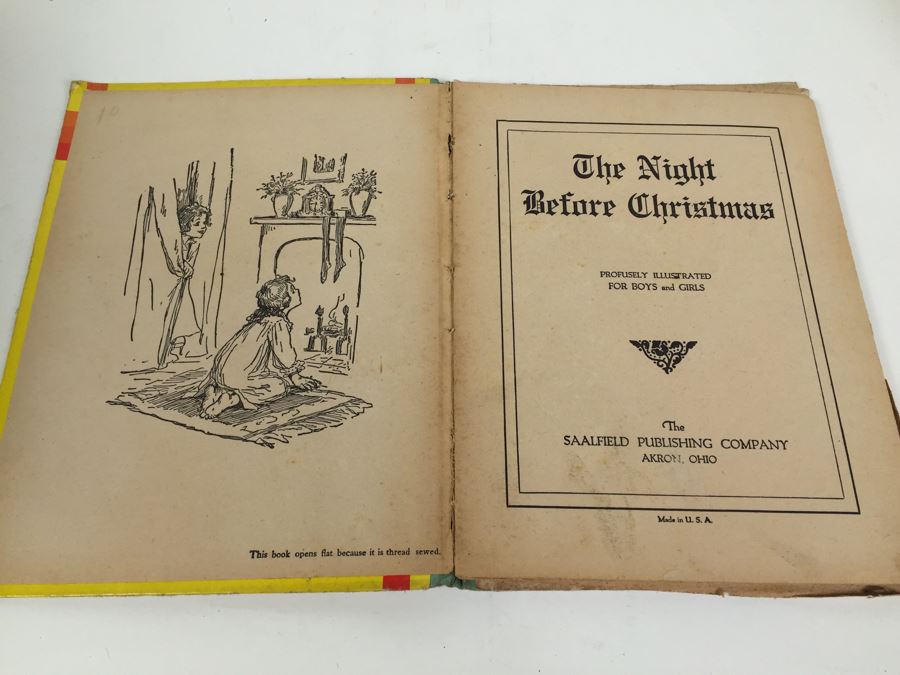 10
This book opens flat because it is thread sewed.
The Night
Before Christmas
PROFUSELY ILLUSTRATED
FOR BOYS and GIRLS
The
SAALFIELD PUBLISHING COMPANY
AKRON, OHIO
Made in U. S. A.